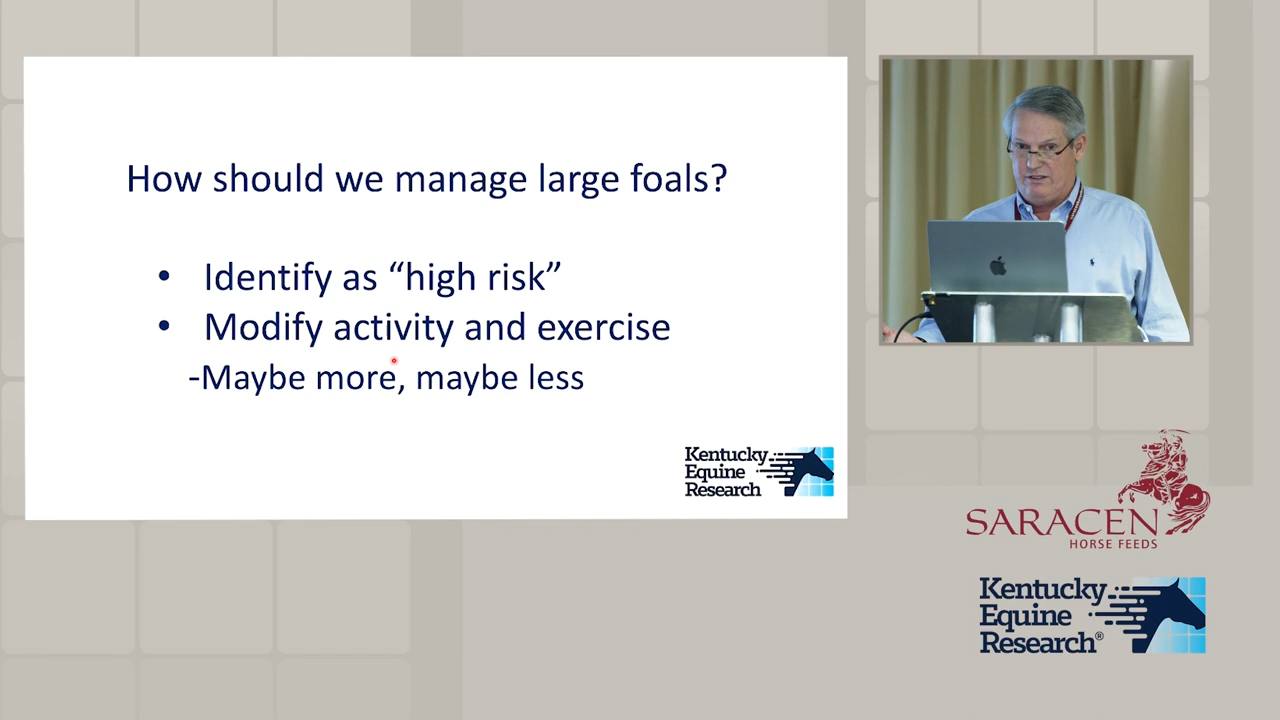 How should we manage large foals?
• Identify as “high risk”
• Modify activity and exercise
-Maybe more, maybe less
Kentucky
Equine
Research
SARACEN
HORSE FEEDS
Kentucky
Equine
Research®